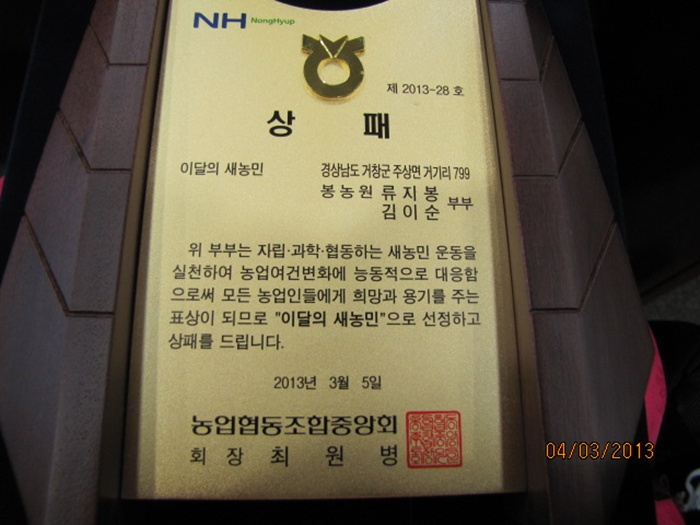 NH NongHyup
제 2013-28 호
상 패
이달의 새농민
경상남도 거창군 주상면 거기리 799
봉농원 류지봉
김이순 부부
위 부부는 자립·과학·협동하는 새농민 운동을
실천하여 농업여건변화에 능동적으로 대응함
으로써 모든 농업인들에게 희망과 용기를 주는
표상이 되므로 "이달의 새농민"으로 선정하고
상패를 드립니다.
2013년 3월 5일
농업협동조합중앙회
회장 최원병
04/03/2013